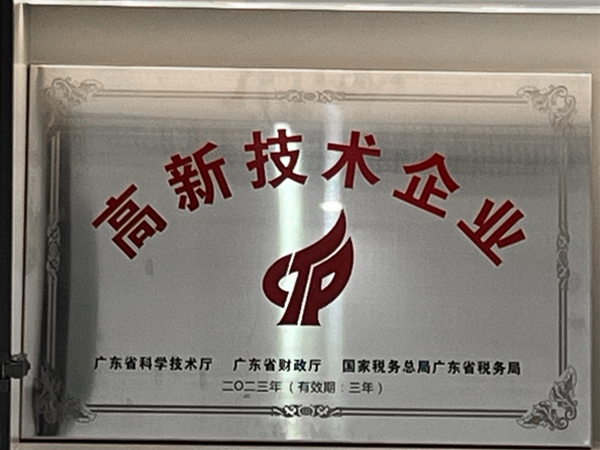 高新技术企业
广东省科学技术厅 广东省财政厅 国家税务总局广东省税务局
二〇二三年（有效期：三年）